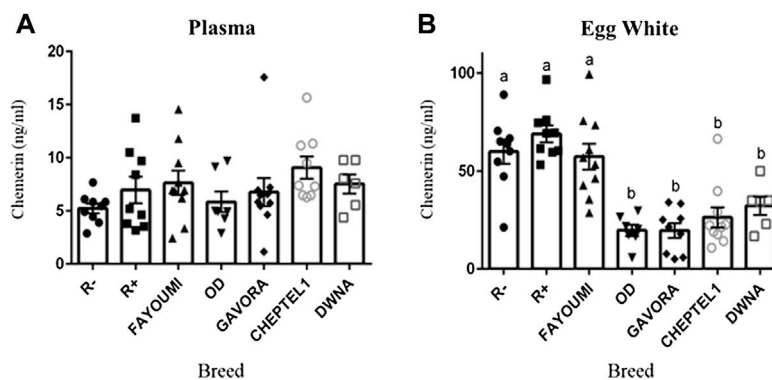 A
Plasma
Chemerin (ng/ml)
20
15
10
5
0
R-
R+
FAYOUMI
OD
GAVORA
CHEPTEL1
DWNA
Breed
B
Egg White
Chemerin (ng/ml)
100
50
0
a
a
a
b
b
b
b
R-
R+
FAYOUMI
OD
GAVORA
CHEPTEL1
DWNA
Breed